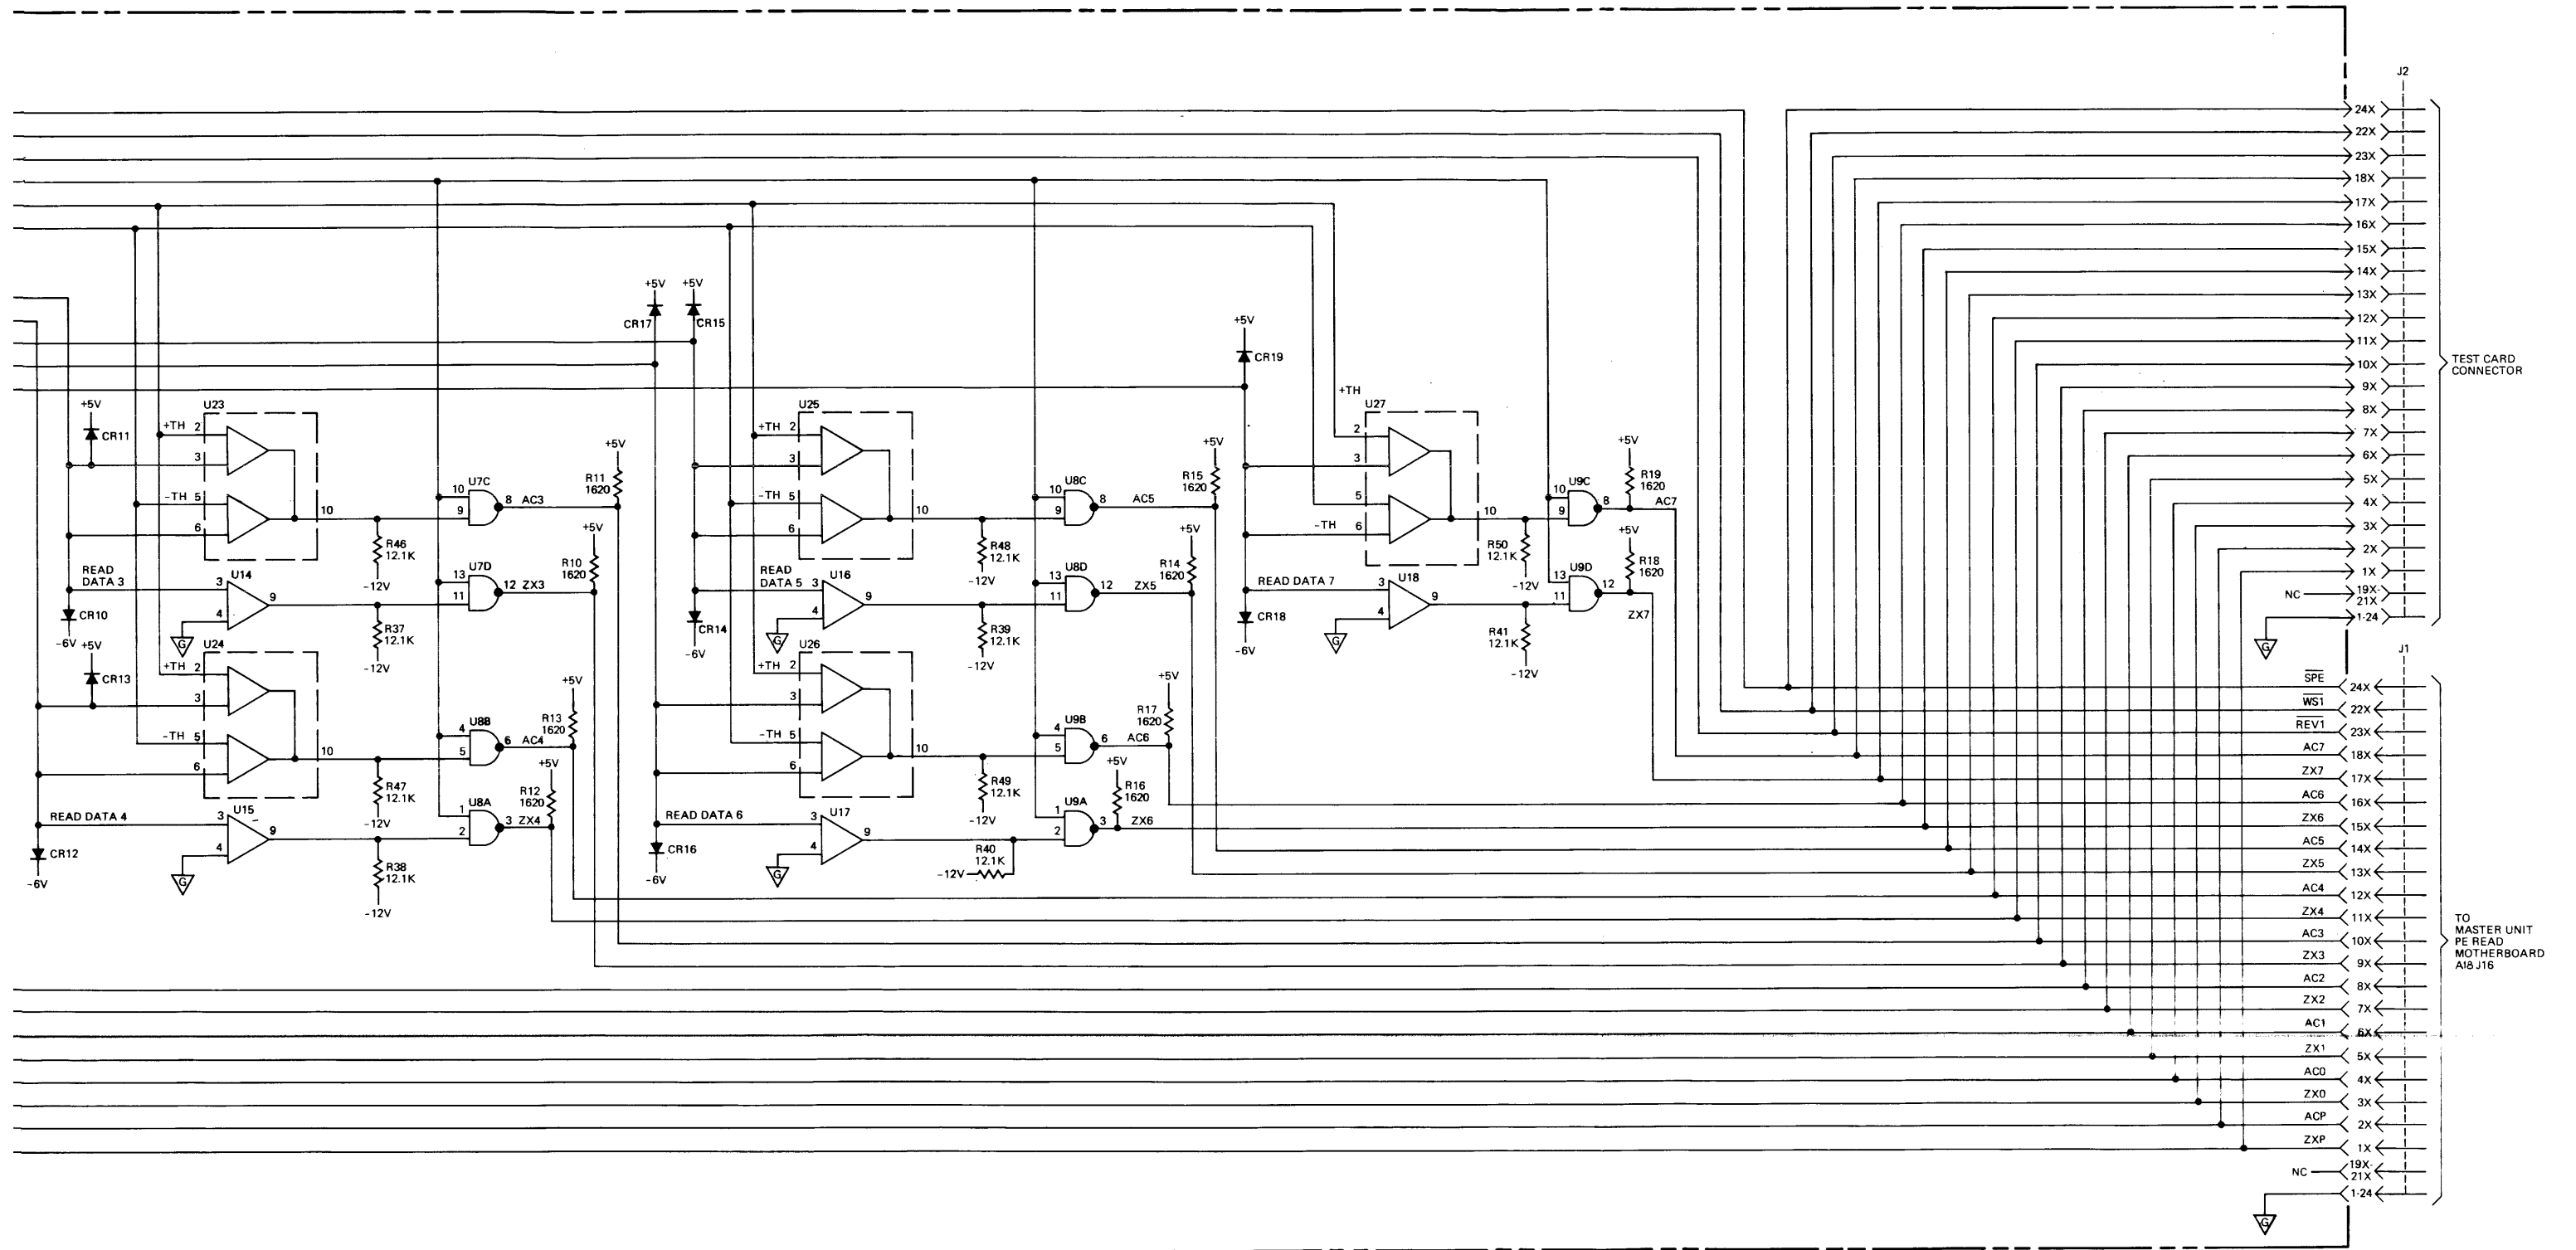 J2
24X
22X
23X
18X
17X
16X
15X
14X
13X
12X
11X
10X
9X
8X
7X
6X
5X
4X
3X
2X
1X
NC
19X-
21X
1-24
G
TEST CARD
CONNECTOR
J1
SPE 24X
WS1 22X
REV1 23X
AC7 18X
ZX7 17X
AC6 16X
ZX6 15X
AC5 14X
ZX5 13X
AC4 12X
ZX4 11X
AC3 10X
ZX3 9X
AC2 8X
ZX2 7X
AC1 6X
ZX1 5X
AC0 4X
ZX0 3X
ACP 2X
ZXP 1X
NC
19X-
21X
1-24
G
TO
MASTER UNIT
PE READ
MOTHERBOARD
A18J16
+5V
CR11
U23
+TH 2
3
-TH 5
6
10
R46
12.1K
-12V
10
9
U7C
8 AC3
R11
1620
+5V
READ
DATA 3
3
4
U14
9
G
CR10
-6V
R37
12.1K
-12V
13
11
U7D
12 ZX3
R10
1620
+5V
+5V
CR13
U24
+TH 2
3
-TH 5
6
10
R47
12.1K
-12V
4
5
U8B
6 AC4
R13
1620
+5V
READ DATA 4
3
4
U15
9
G
CR12
-6V
R38
12.1K
-12V
1
2
U8A
3 ZX4
R12
1620
+5V
+5V
CR17
+5V
CR15
U25
+TH 2
3
-TH 5
6
10
R48
12.1K
-12V
10
9
U8C
8 AC5
R15
1620
+5V
READ
DATA 5
3
4
U16
9
G
CR14
-6V
R39
12.1K
-12V
13
11
U8D
12 ZX5
R14
1620
+5V
U26
+TH 2
3
-TH 5
6
10
R49
12.1K
-12V
4
5
U9B
6 AC6
R17
1620
+5V
READ DATA 6
3
4
U17
9
G
CR16
-6V
R40
12.1K
-12V
1
2
U9A
3 ZX6
R16
1620
+5V
+5V
CR19
+TH
U27
2
3
5
-TH 6
10
R50
12.1K
-12V
10
9
U9C
8 AC7
R19
1620
+5V
READ DATA 7
3
4
U18
9
G
CR18
-6V
R41
12.1K
-12V
13
11
U9D
12
ZX7
R18
1620
+5V